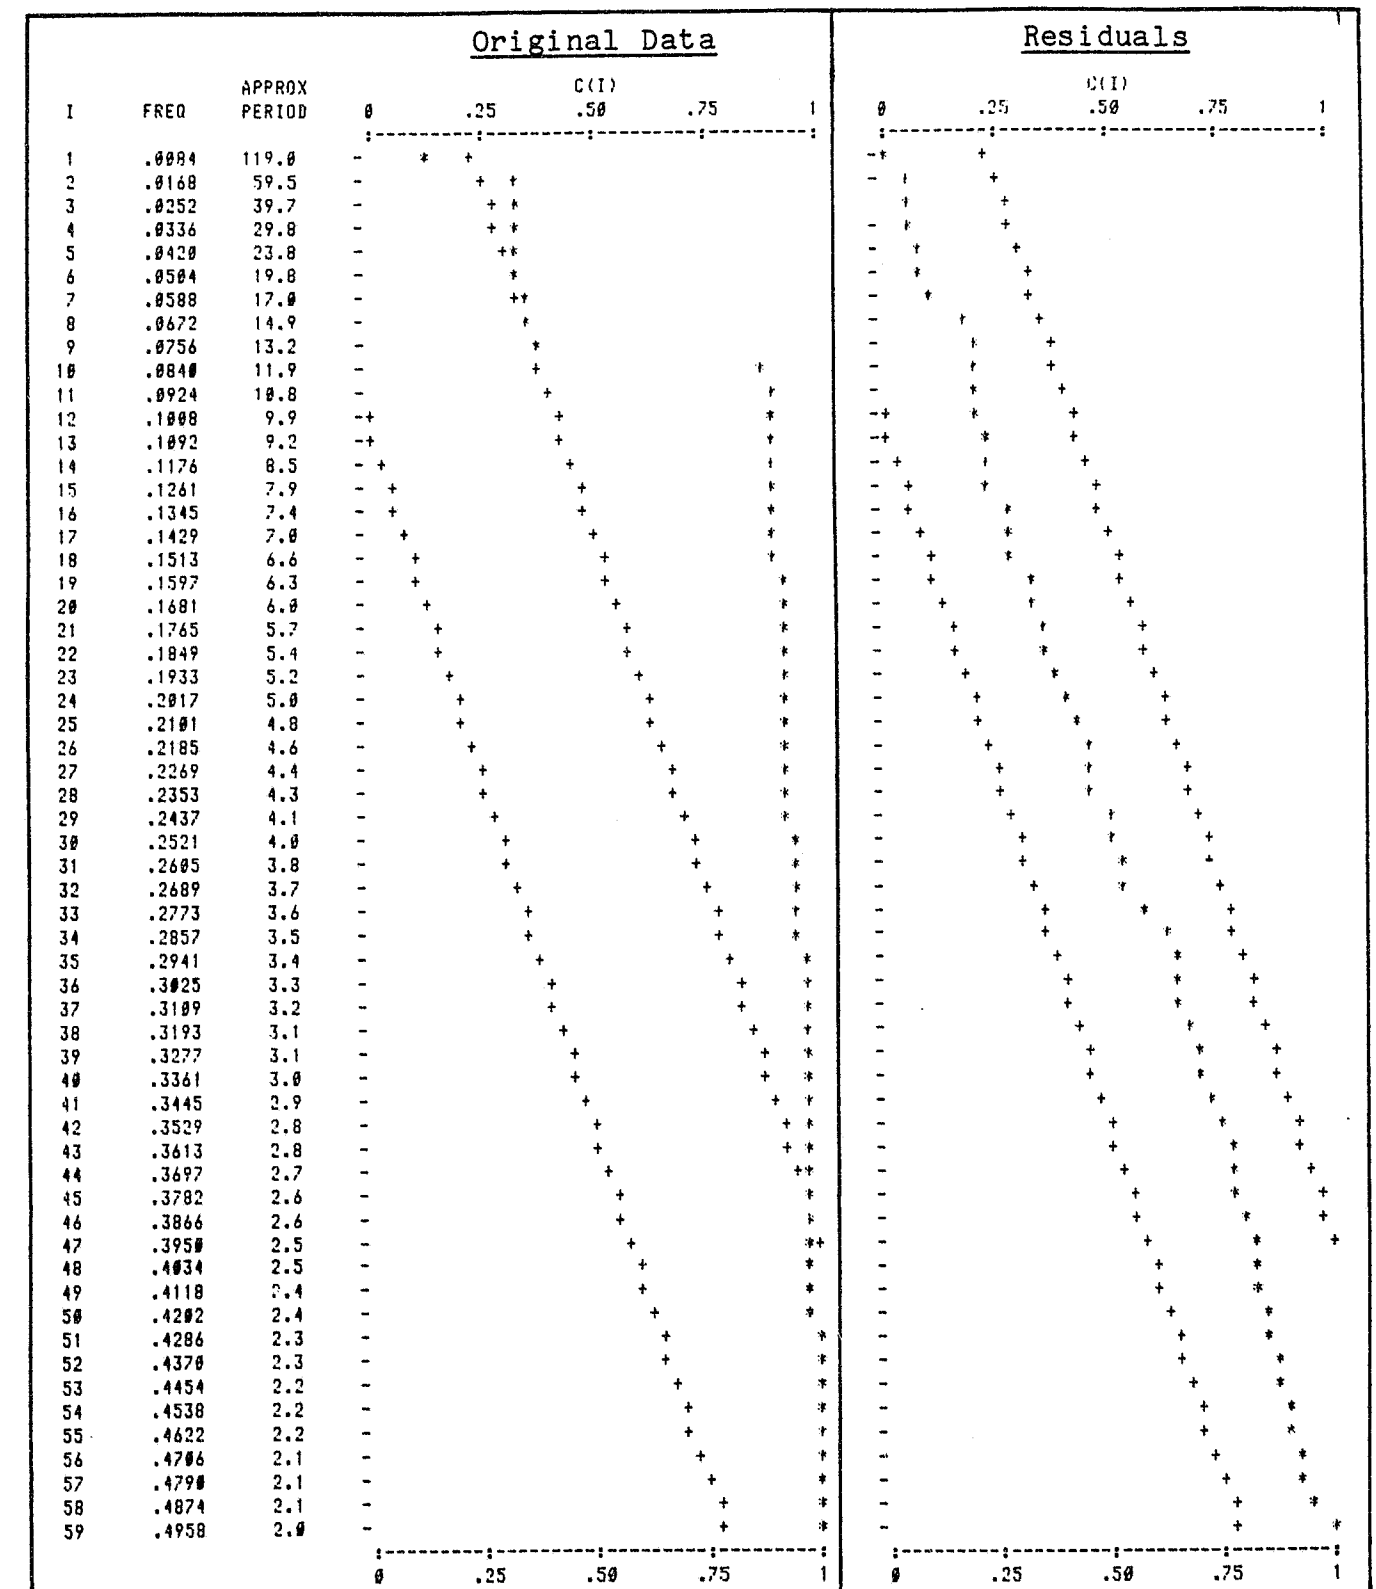 Original Data Residuals
APPROX C(I) C(I)
I FREQ PERIOD 0 .25 .50 .75 1 0 .25 .50 .75 1
1 .0084 119.0
2 .0168 59.5
3 .0252 39.7
4 .0336 29.8
5 .0420 23.8
6 .0504 19.8
7 .0588 17.0
8 .0672 14.9
9 .0756 13.2
10 .0840 11.9
11 .0924 10.8
12 .1008 9.9
13 .1092 9.2
14 .1176 8.5
15 .1261 7.9
16 .1345 7.4
17 .1429 7.0
18 .1513 6.6
19 .1597 6.3
20 .1681 6.0
21 .1765 5.7
22 .1849 5.4
23 .1933 5.2
24 .2017 5.0
25 .2101 4.8
26 .2185 4.6
27 .2269 4.4
28 .2353 4.3
29 .2437 4.1
30 .2521 4.0
31 .2605 3.8
32 .2689 3.7
33 .2773 3.6
34 .2857 3.5
35 .2941 3.4
36 .3025 3.3
37 .3109 3.2
38 .3193 3.1
39 .3277 3.1
40 .3361 3.0
41 .3445 2.9
42 .3529 2.8
43 .3613 2.8
44 .3697 2.7
45 .3782 2.6
46 .3866 2.6
47 .3950 2.5
48 .4034 2.5
49 .4118 2.4
50 .4202 2.4
51 .4286 2.3
52 .4370 2.3
53 .4454 2.2
54 .4538 2.2
55 .4622 2.2
56 .4706 2.1
57 .4790 2.1
58 .4874 2.1
59 .4958 2.0
0 .25 .50 .75 1 0 .25 .50 .75 1